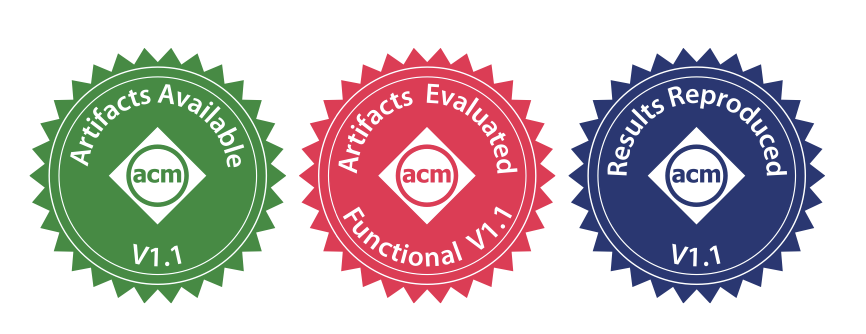 Artifacts Available
acm
V1.1
Artifacts Evaluated
acm
Functional V1.1
Results Reproduced
acm
V1.1